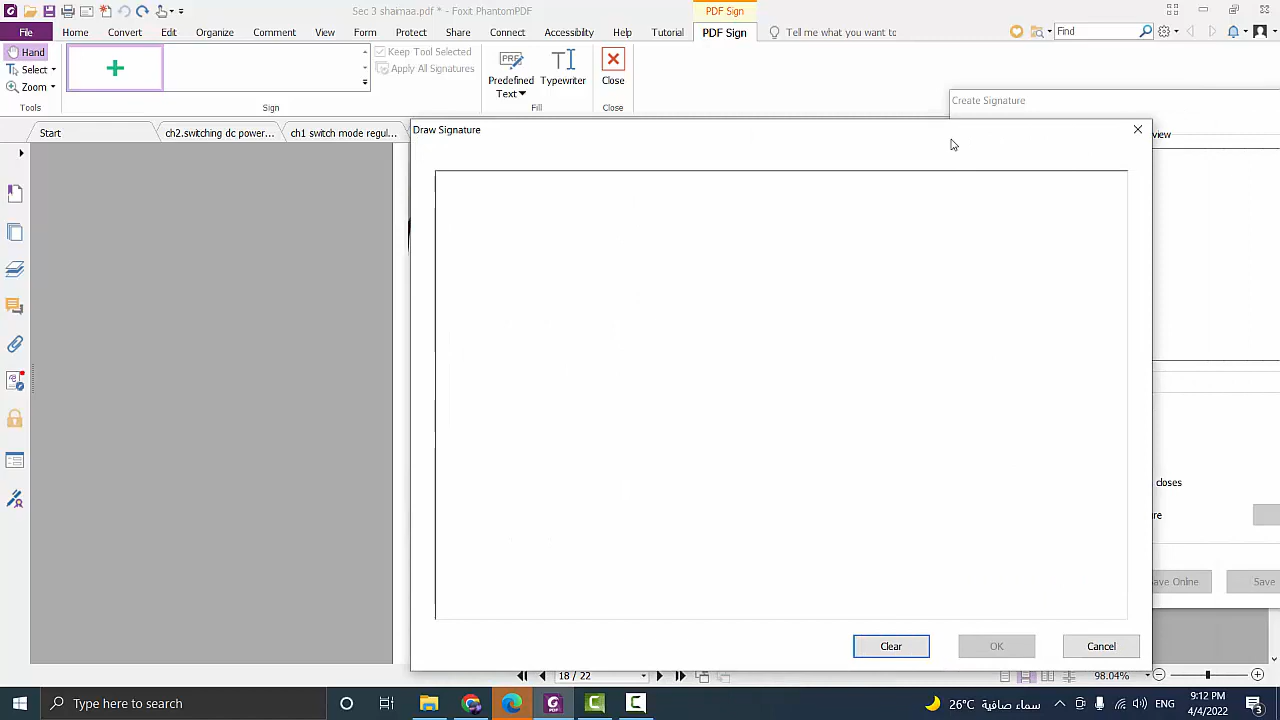 Sec 3 shaimaa.pdf * - Foxit PhantomPDF
PDF Sign
File Home Convert Edit Organize Comment View Form Protect Share Connect Accessibility Help Tutorial PDF Sign Tell me what you want to Find
Hand
Select
Zoom
Tools
Keep Tool Selected
Apply All Signatures
Sign
PRE
Predefined Text
Typewriter
Fill
Close
Close
Create Signature
Start
ch2.switching dc power...
ch1 switch mode regul...
Draw Signature
view
closes
ure
ave Online
Save
Clear
OK
Cancel
18 / 22
98.04%
Type here to search
26°C
سماء صافية
ENG
9:12 PM
4/4/2022
3